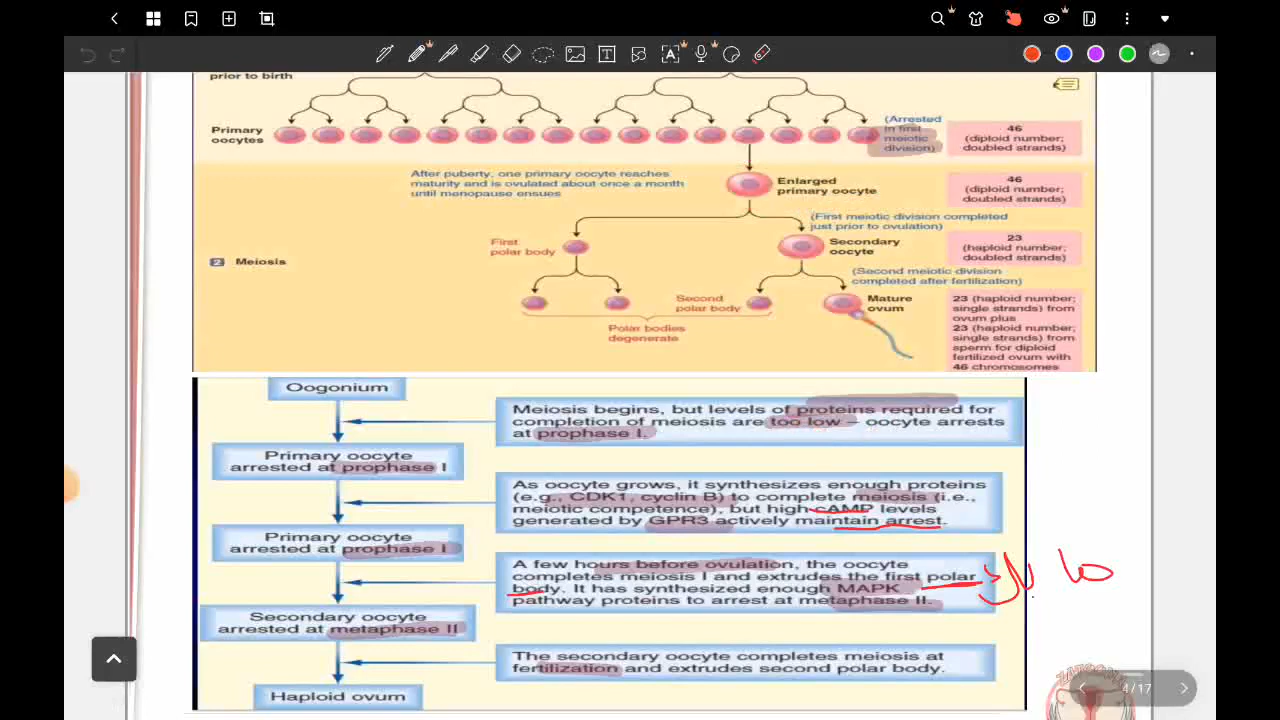 prior to birth
Primary
oocytes
(Arrested
in first
meiotic
division)
46
(diploid number;
doubled strands)
After puberty, one primary oocyte reaches
maturity and is ovulated about once a month
until menopause ensues
Enlarged
primary oocyte
46
(diploid number;
doubled strands)
(First meiotic division completed
just prior to ovulation)
First
polar body
Secondary
oocyte
23
(haploid number;
doubled strands)
2 Meiosis
(Second meiotic division
completed after fertilization)
Second
polar body
Mature
ovum
Polar bodies
degenerate
23 (haploid number;
single strands) from
ovum plus
23 (haploid number;
single strands) from
sperm for diploid
fertilized ovum with
46 chromosomes
Oogonium
Meiosis begins, but levels of proteins required for
completion of meiosis are too low – oocyte arrests
at prophase I.
Primary oocyte
arrested at prophase I
As oocyte grows, it synthesizes enough proteins
(e.g., CDK1, cyclin B) to complete meiosis (i.e.,
meiotic competence), but high cAMP levels
generated by GPR3 actively maintain arrest.
Primary oocyte
arrested at prophase I
A few hours before ovulation, the oocyte
completes meiosis I and extrudes the first polar
body. It has synthesized enough MAPK
pathway proteins to arrest at metaphase II.
Secondary oocyte
arrested at metaphase II
The secondary oocyte completes meiosis at
fertilization and extrudes second polar body.
Haploid ovum
4/17